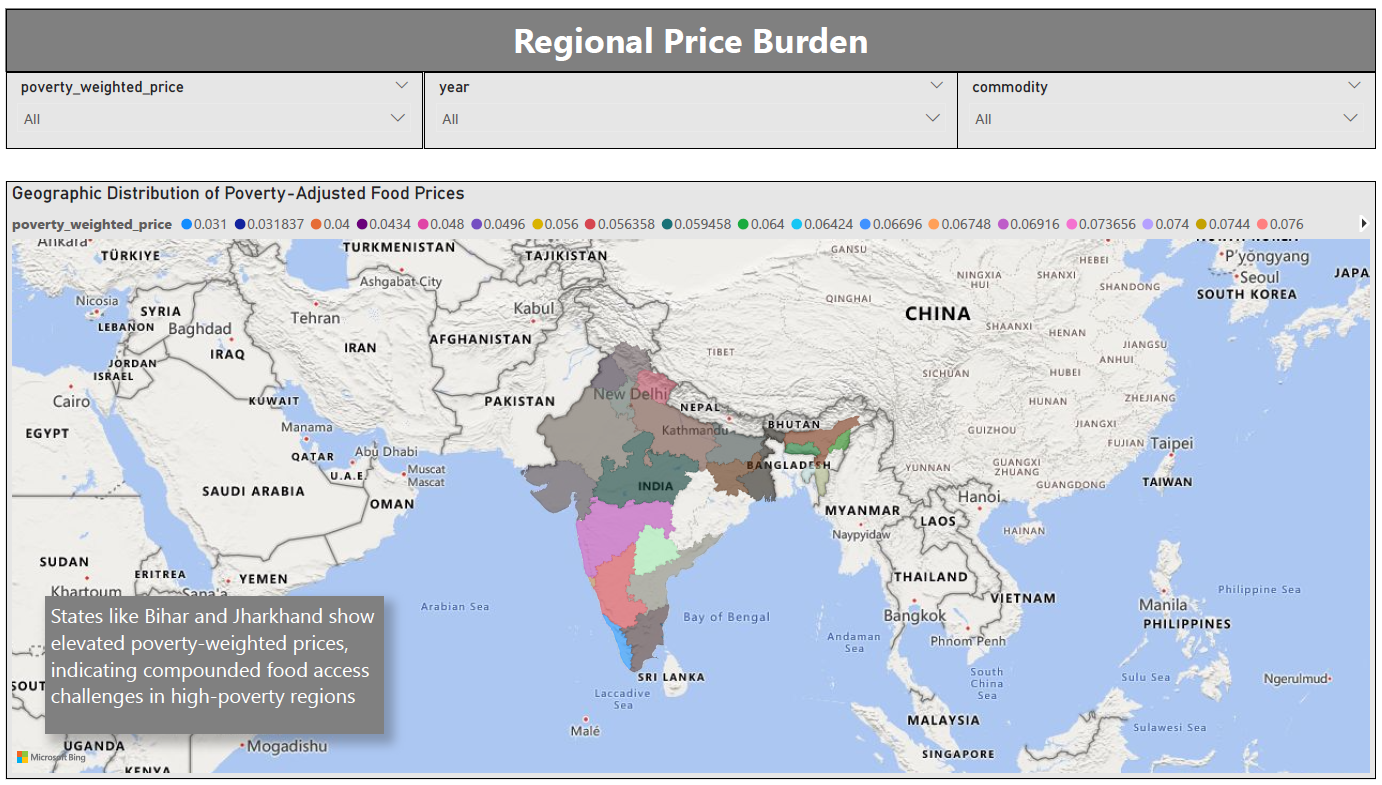 Regional Price Burden
poverty_weighted_price
year
commodity
All
All
All
Geographic Distribution of Poverty-Adjusted Food Prices
poverty_weighted_price 0.031 0.031837 0.04 0.0434 0.048 0.0496 0.056 0.056358 0.059458 0.064 0.06424 0.06696 0.06748 0.06916 0.073656 0.074 0.0744 0.076
Ankara
TÜRKIYE
TURKMENISTAN
TAJIKISTAN
GANSU
HEBEI
NORTH KOREA
P'yŏngyang
Ashgabat City
NINGXIA
HUI
SHANXI
SHANDONG
Seoul
JAPA
SOUTH KOREA
Nicosia
SYRIA
LEBANON
Baghdad
Tehran
Kabul
QINGHAI
CHINA
SHAANXI
HENAN
IRAQ
IRAN
AFGHANISTAN
TIBET
JIANGSU
ANHUI
JORDAN
ISRAEL
SICHUAN
HUBEI
Cairo
KUWAIT
PAKISTAN
New Delhi
NEPAL
HUNAN
ZHEJIANG
EGYPT
Manama
Kathmandu
BHUTAN
GUIZHOU
JIANGXI
FUJIAN
Taipei
QATAR
Abu Dhabi
U.A.E.
Muscat
Muscat
BANGLADESH
YUNNAN
GUANGXI
ZHUANG
GUANGDONG
TAIWAN
SAUDI ARABIA
OMAN
INDIA
MYANMAR
Naypyidaw
Hanoi
LAOS
HAINAN
SUDAN
Khartoum
ERITREA
YEMEN
Sana'a
THAILAND
VIETNAM
Arabian Sea
Bay of Bengal
Bangkok
Manila
PHILIPPINES
Philippine Sea
Andaman
Sea
Phnom Penh
States like Bihar and Jharkhand show
elevated poverty-weighted prices,
indicating compounded food access
challenges in high-poverty regions
SOUT
SRI LANKA
Laccadive
Sea
South
China
Sea
Sulu Sea
Ngerulmud
Malé
MALAYSIA
Sulawesi Sea
UGANDA
Mogadishu
SINGAPORE
Microsoft Bing
KENYA